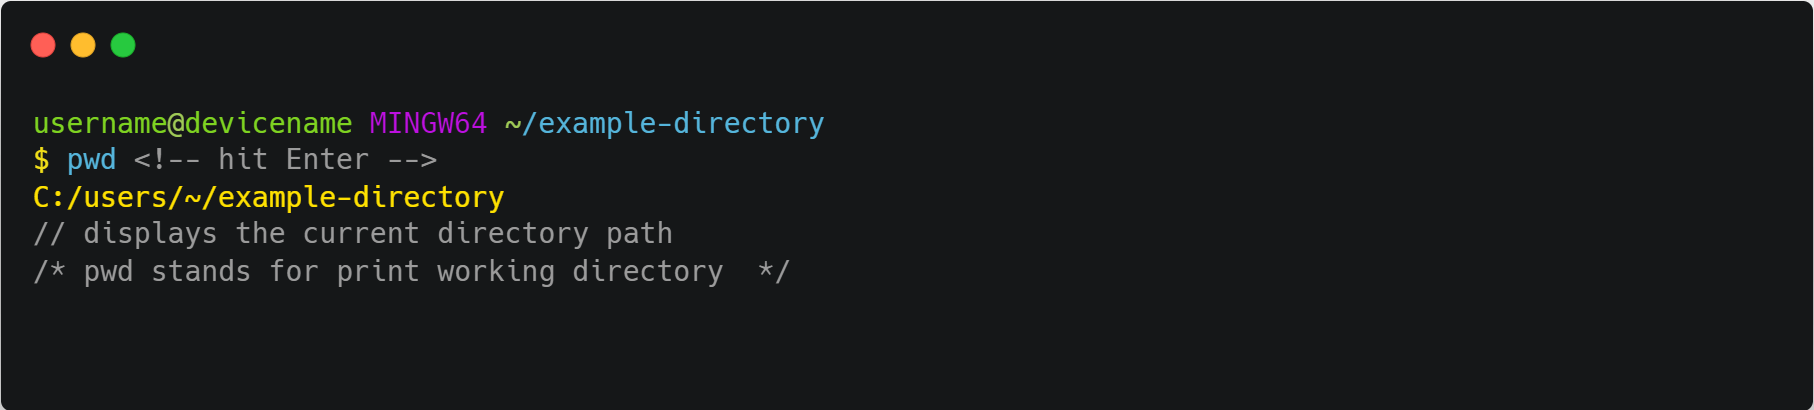 username@devicename MINGW64 ~/example-directory
$ pwd <!-- hit Enter -->
C:/users/~/example-directory
// displays the current directory path
/* pwd stands for print working directory  */